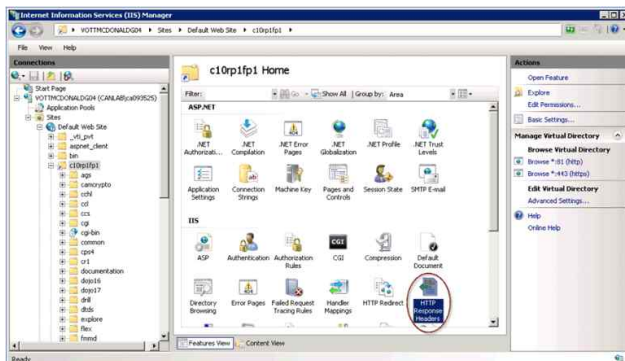 Internet Information Services (IIS) Manager
VOTTMCDONALDG04 ▸ Sites ▸ Default Web Site ▸ c10rp1fp1 ▸
File View Help
Connections
Start Page
VOTTMCDONALDG04 (CANLAB\ca093525)
Application Pools
Sites
Default Web Site
_vti_pvt
aspnet_client
bin
c10rp1fp1
ags
camcrypto
cchl
ccl
ccs
cgi
cgi-bin
common
cps4
cr1
documentation
dojo16
dojo17
drill
dtds
explore
flex
fmmd
c10rp1fp1 Home
Filter: Go Show All Group by: Area
ASP.NET
.NET Authorizati...
.NET Compilation
.NET Error Pages
.NET Globalization
.NET Profile
.NET Trust Levels
Application Settings
Connection Strings
Machine Key
Pages and Controls
Session State
SMTP E-mail
IIS
ASP
Authentication
Authorization Rules
CGI
CGI
Compression
Default Document
Directory Browsing
Error Pages
Failed Request Tracing Rules
Handler Mappings
HTTP Redirect
HTTP Response Headers
Features View Content View
Actions
Open Feature
Explore
Edit Permissions...
Basic Settings...
Manage Virtual Directory
Browse Virtual Directory
Browse *:81 (http)
Browse *:443 (https)
Edit Virtual Directory
Advanced Settings...
Help
Online Help
Ready